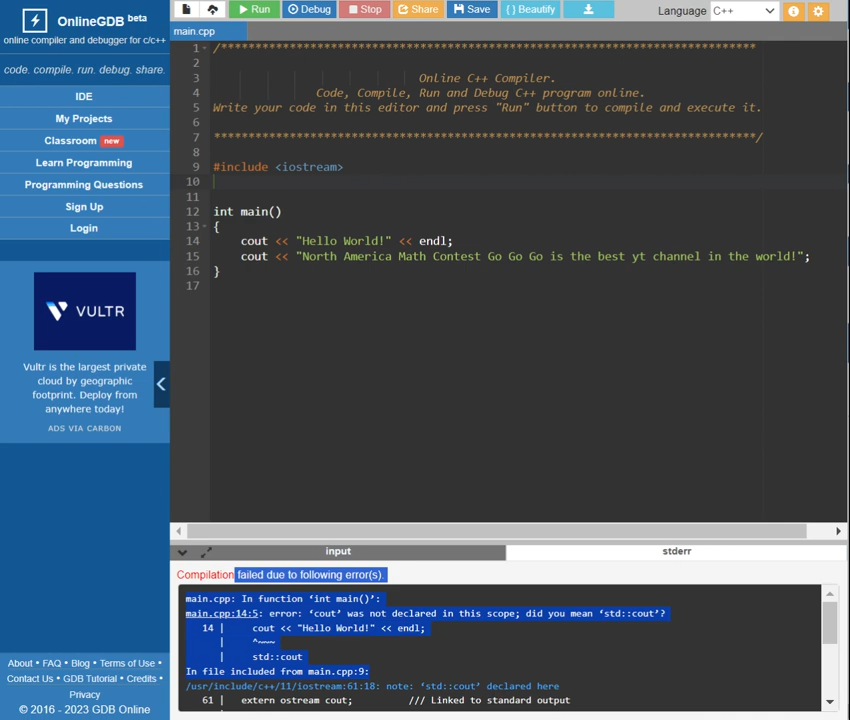 OnlineGDB beta
online compiler and debugger for c/c++
code. compile. run. debug. share.
IDE
My Projects
Classroom new
Learn Programming
Programming Questions
Sign Up
Login
VULTR
Vultr is the largest private
cloud by geographic
footprint. Deploy from
anywhere today!
ADS VIA CARBON
About • FAQ • Blog • Terms of Use •
Contact Us • GDB Tutorial • Credits •
Privacy
© 2016 - 2023 GDB Online
Run Debug Stop Share Save { } Beautify Language C++
main.cpp
1 /******************************************************************************
2
3 Online C++ Compiler.
4 Code, Compile, Run and Debug C++ program online.
5 Write your code in this editor and press "Run" button to compile and execute it.
6
7 *******************************************************************************/
8
9 #include <iostream>
10
11
12 int main()
13 {
14 cout << "Hello World!" << endl;
15 cout << "North America Math Contest Go Go Go is the best yt channel in the world!";
16 }
17
input stderr
Compilation failed due to following error(s).
main.cpp: In function ‘int main()’:
main.cpp:14:5: error: ‘cout’ was not declared in this scope; did you mean ‘std::cout’?
14 | cout << "Hello World!" << endl;
| ^~~~
| std::cout
In file included from main.cpp:9:
/usr/include/c++/11/iostream:61:18: note: ‘std::cout’ declared here
61 | extern ostream cout; /// Linked to standard output